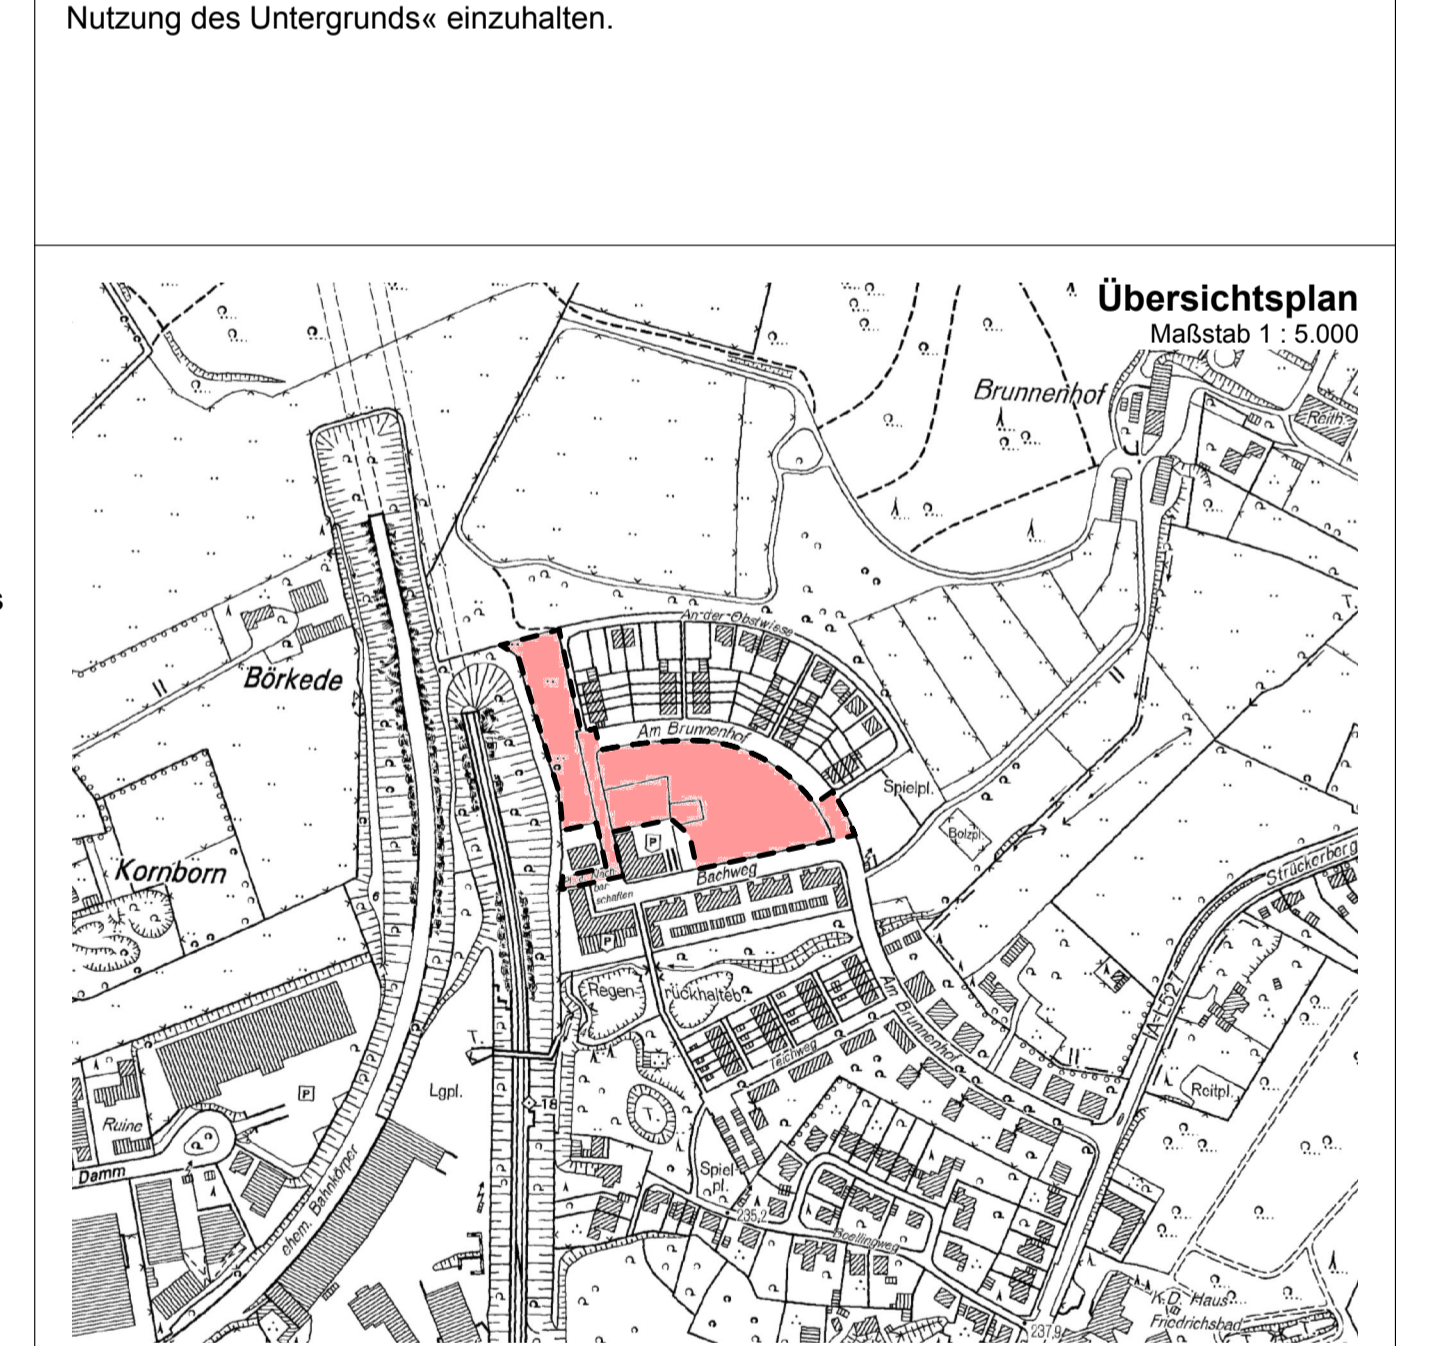 Nutzung des Untergrunds« einzuhalten.
Übersichtsplan
Maßstab 1 : 5.000
Brunnenhof
Reith.
Börkede
An der Obstwiese
Am Brunnenhof
Spielpl.
Bolzpl.
Kornborn
P
Bachweg
Strückerberg
schaften
P
Regen-
rückhalteb.
Am Brunnenhof
VA-L527
Teichweg
T.
Lgpl.
P
18
T.
Reitpl.
Ruine
Damm
ehem. Bahnkörper
Spiel-
pl.
235,2
Boellingweg
K.D. Haus
Friedrichsbad
237,9